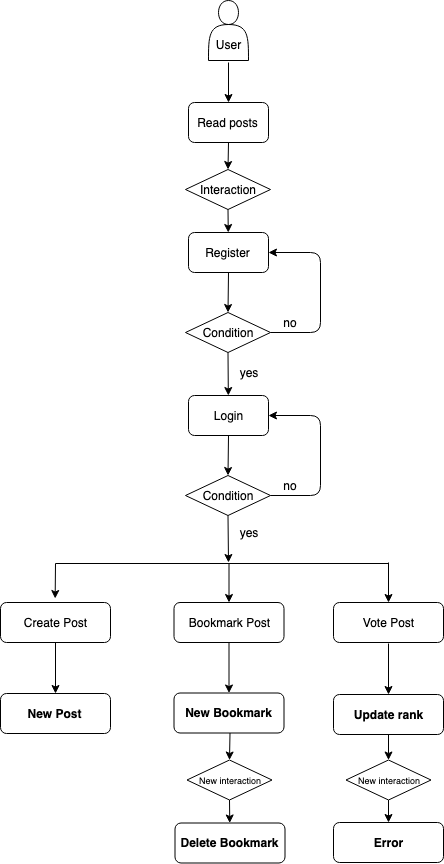 User
Read posts
Interaction
Register
Condition
no
yes
Login
Condition
no
yes
Create Post
Bookmark Post
Vote Post
New Post
New Bookmark
Update rank
New interaction
New interaction
Delete Bookmark
Error